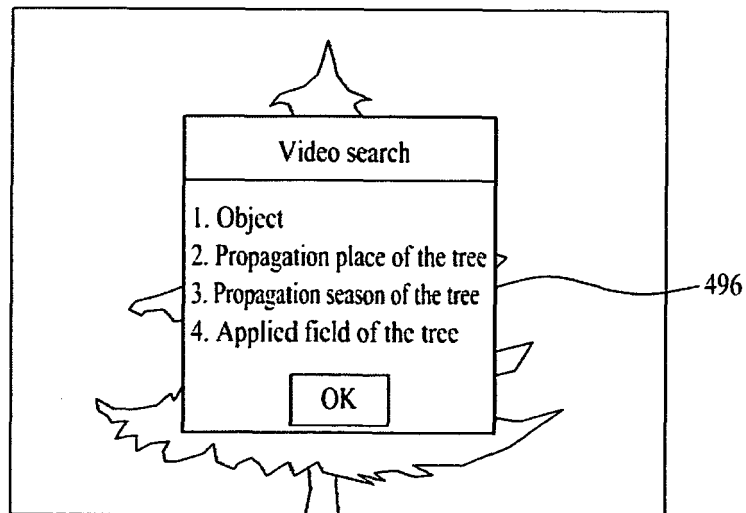 Video search
1. Object
2. Propagation place of the tree
3. Propagation season of the tree
4. Applied field of the tree
OK
496